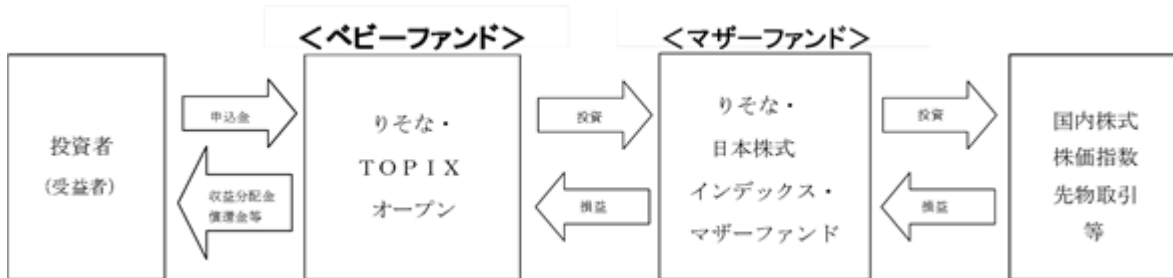 ＜ベビーファンド＞
＜マザーファンド＞
投資者
(受益者)
申込金
収益分配金
償還金等
りそな・
ＴＯＰＩＸ
オープン
投資
損益
りそな・
日本株式
インデックス・
マザーファンド
投資
損益
国内株式
株価指数
先物取引
等